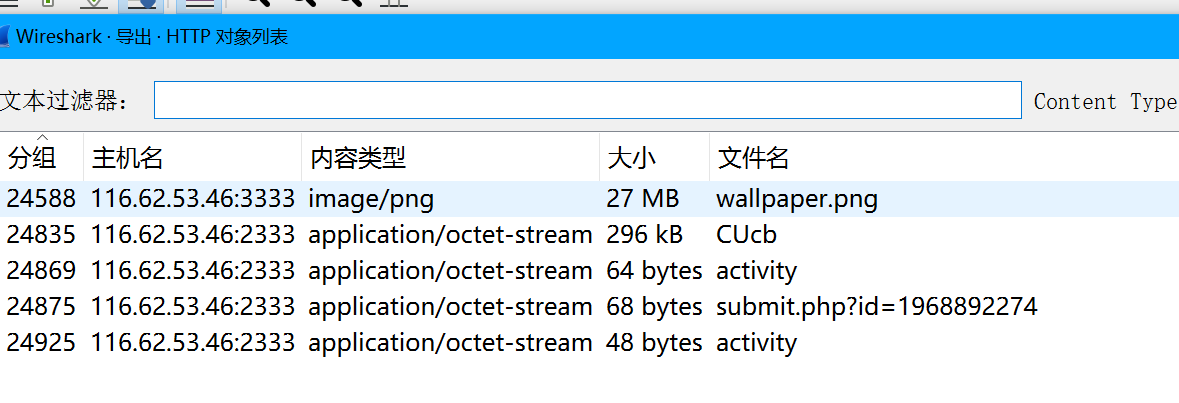 Wireshark · 导出 · HTTP 对象列表
文本过滤器： Content Type
分组 主机名 内容类型 大小 文件名
24588 116.62.53.46:3333 image/png 27 MB wallpaper.png
24835 116.62.53.46:2333 application/octet-stream 296 kB CUcb
24869 116.62.53.46:2333 application/octet-stream 64 bytes activity
24875 116.62.53.46:2333 application/octet-stream 68 bytes submit.php?id=1968892274
24925 116.62.53.46:2333 application/octet-stream 48 bytes activity